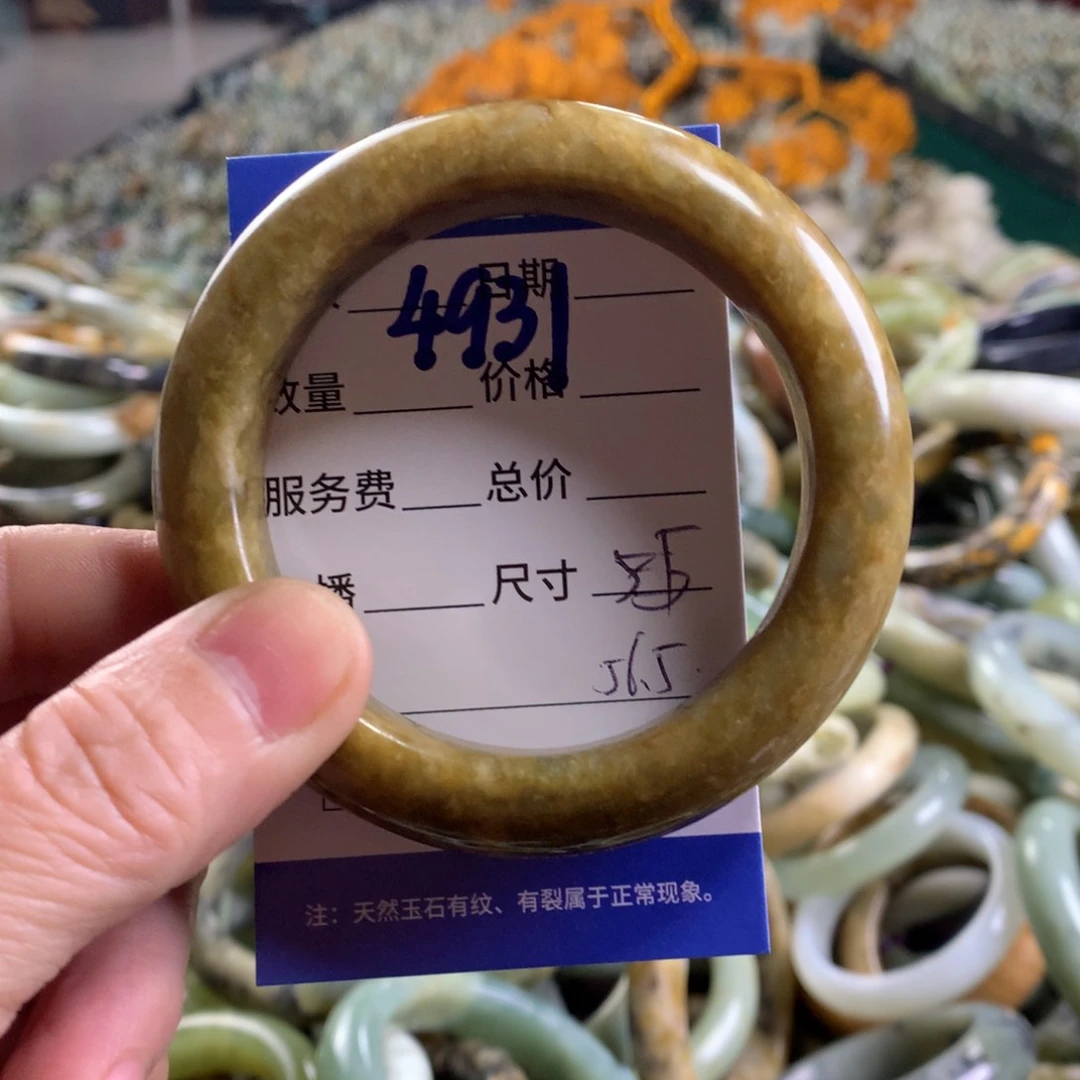 4931
日期
数量 价格
服务费 总价
播 尺寸
56.5
注：天然玉石有纹、有裂属于正常现象。